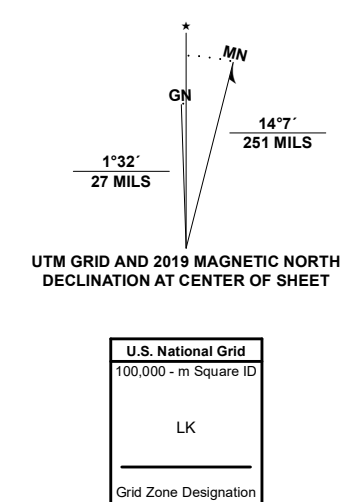 ★
MN
GN
14°7´
251 MILS
1°32´
27 MILS
UTM GRID AND 2019 MAGNETIC NORTH
DECLINATION AT CENTER OF SHEET
U.S. National Grid
100,000 - m Square ID
LK
Grid Zone Designation